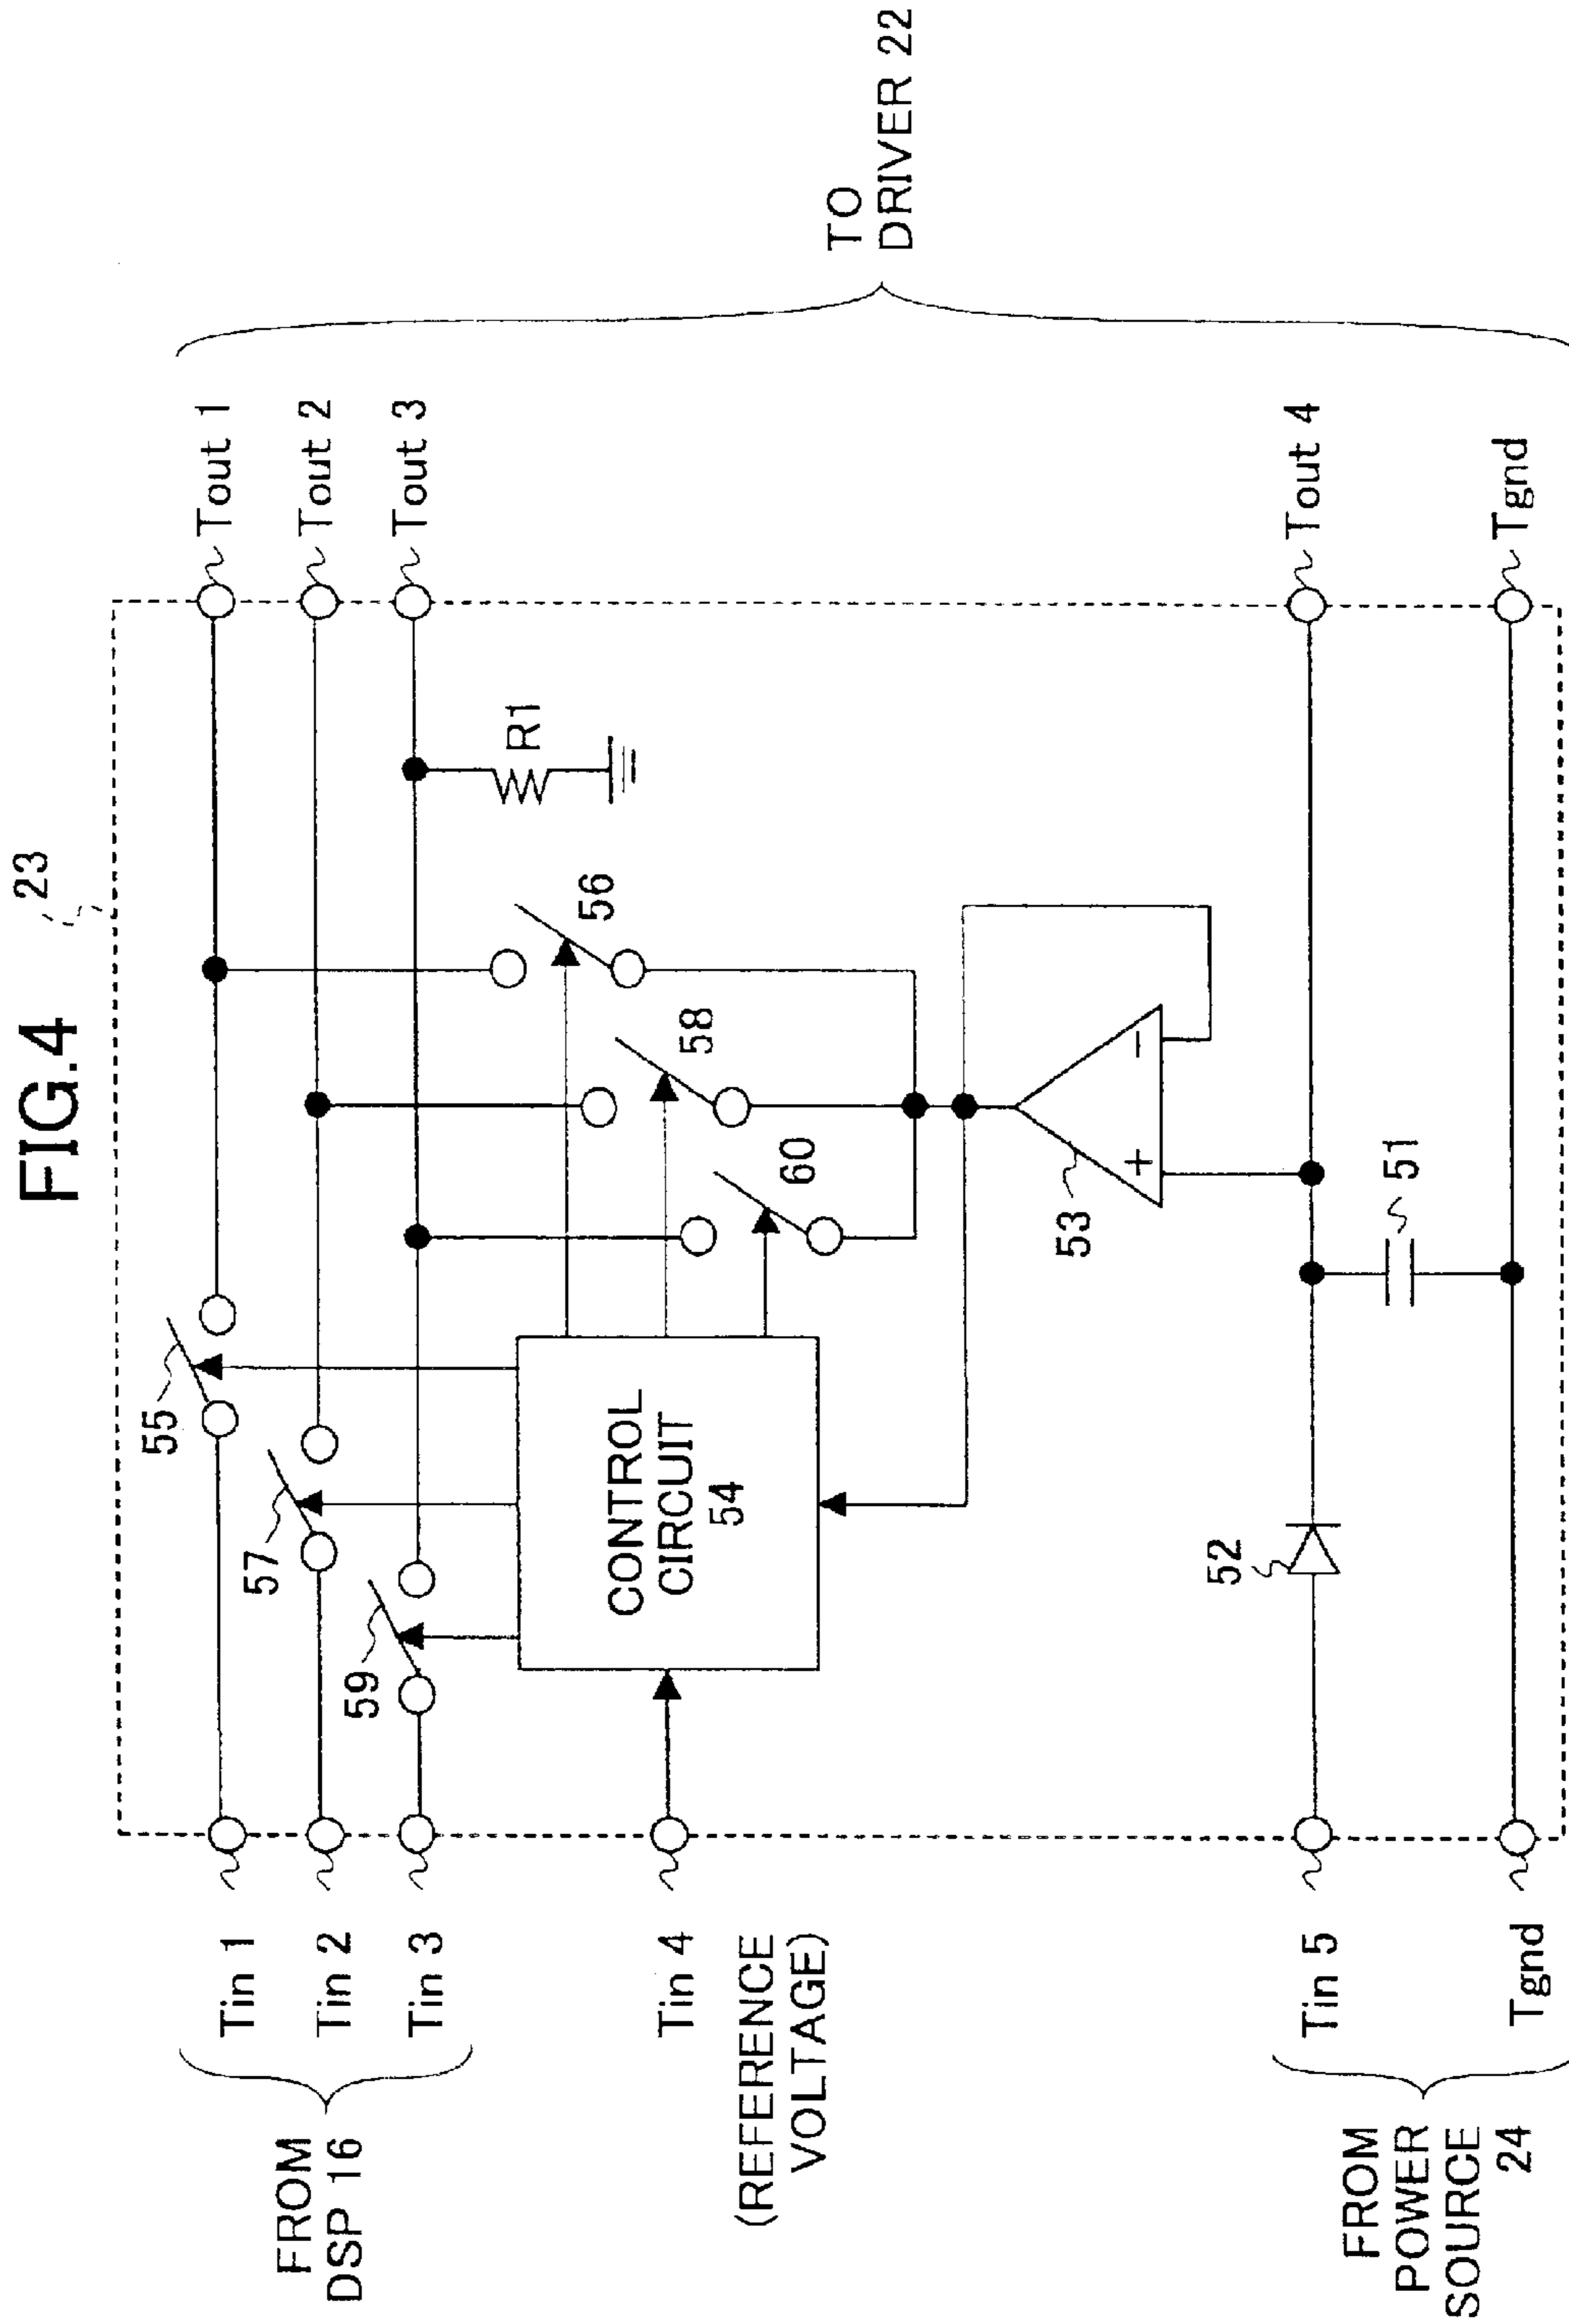 FIG.4
23
FROM
DSP 16
Tin 1
Tin 2
Tin 3
Tin 4
(REFERENCE
VOLTAGE)
FROM
POWER
SOURCE
24
Tin 5
Tgnd
55
57
59
CONTROL
CIRCUIT
54
56
58
60
R1
53
+
−
52
51
Tout 1
Tout 2
Tout 3
Tout 4
Tgnd
TO
DRIVER 22